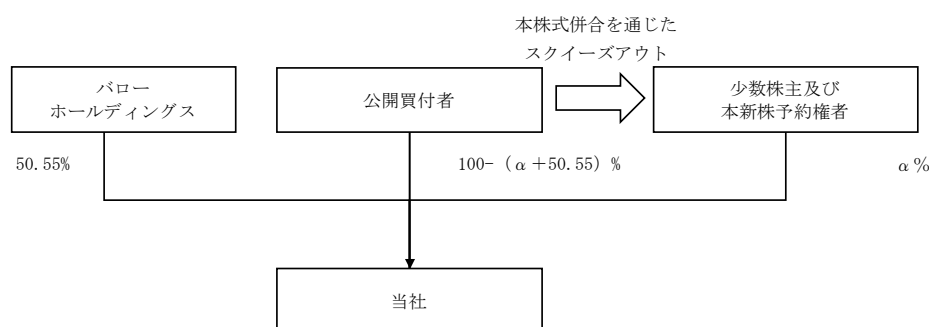 本株式併合を通じた
スクイーズアウト
バロー
ホールディングス
公開買付者
少数株主及び
本新株予約権者
50.55%
100-（α＋50.55）%
α％
当社